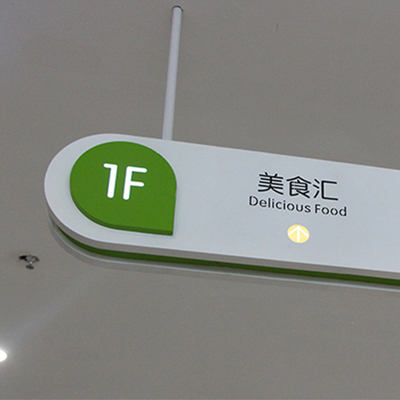 1F
美食汇
Delicious Food